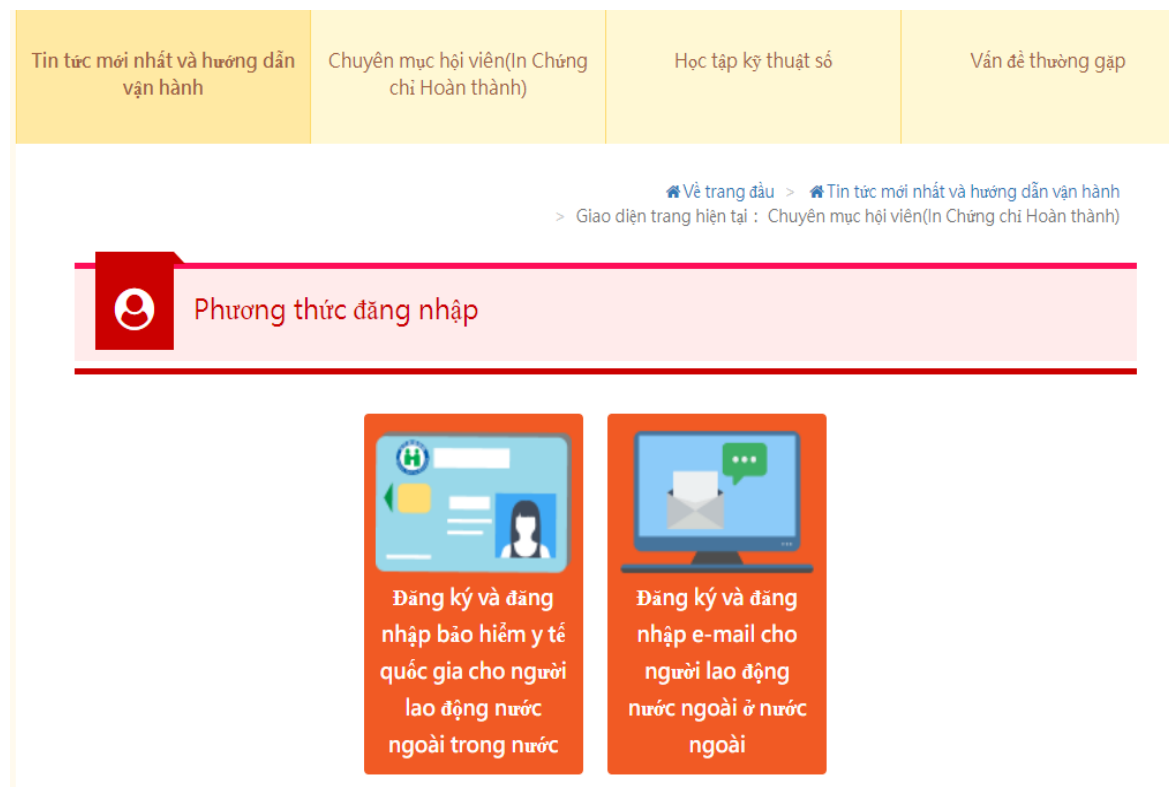 Tin tức mới nhất và hướng dẫn
vận hành
Chuyên mục hội viên(In Chứng
chỉ Hoàn thành)
Học tập kỹ thuật số
Vấn đề thường gặp
Về trang đầu > Tin tức mới nhất và hướng dẫn vận hành
> Giao diện trang hiện tại : Chuyên mục hội viên(In Chứng chỉ Hoàn thành)
Phương thức đăng nhập
Đăng ký và đăng
nhập bảo hiểm y tế
quốc gia cho người
lao động nước
ngoài trong nước
Đăng ký và đăng
nhập e-mail cho
người lao động
nước ngoài ở nước
ngoài